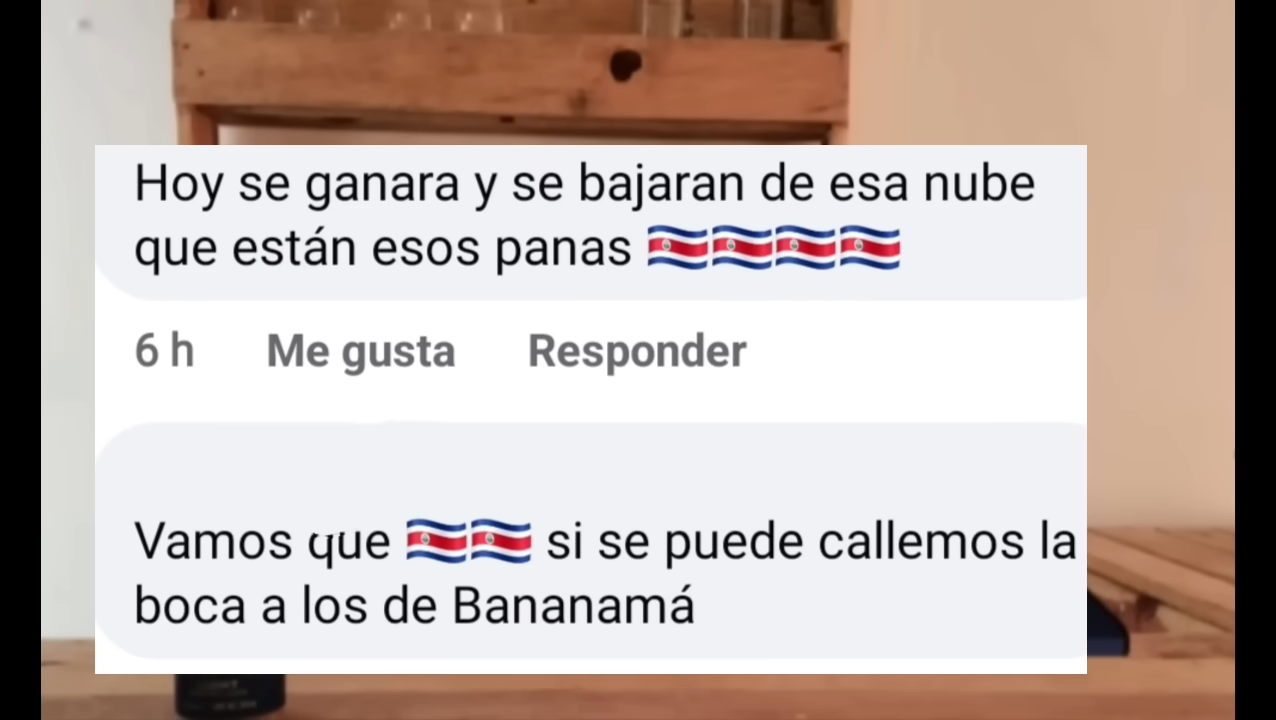 Hoy se ganara y se bajaran de esa nube
que están esos panas 🇨🇷🇨🇷🇨🇷🇨🇷
6 h Me gusta Responder
Vamos que 🇨🇷🇨🇷 si se puede callemos la
boca a los de Bananamá